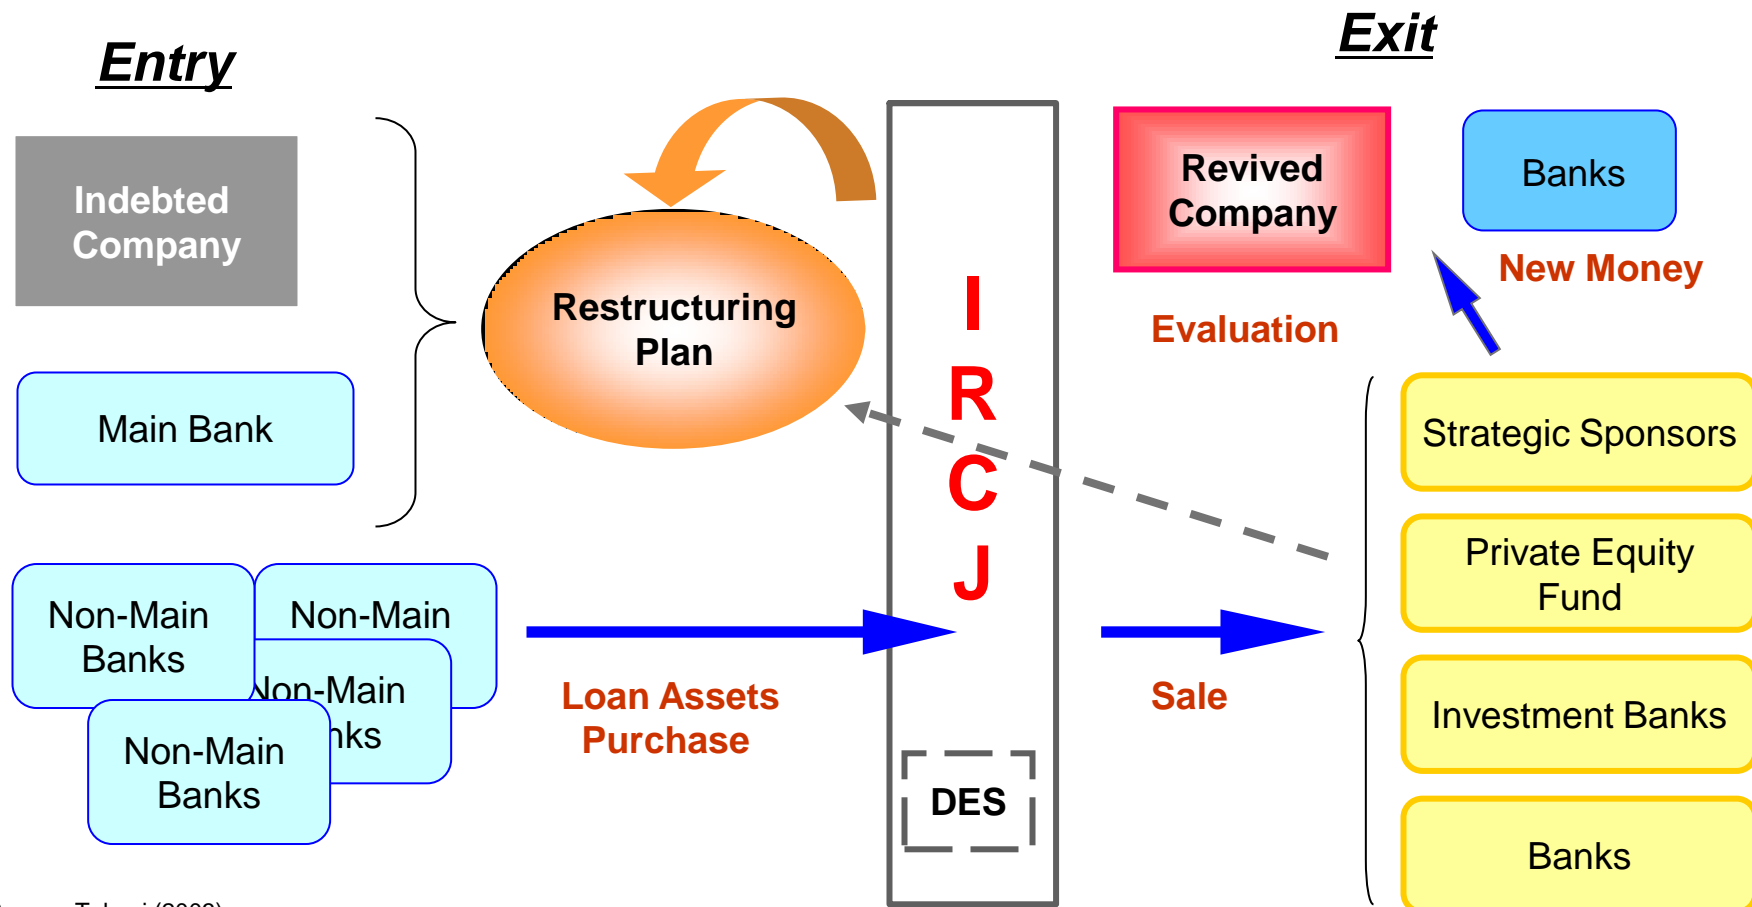 Entry
Exit
Indebted
Company
Main Bank
Non-Main
Banks
Non-Main
Non-Main
Non-Main
Banks
Restructuring
Plan
Loan Assets
Purchase
I
R
C
J
DES
Revived
Company
Evaluation
Sale
Banks
New Money
Strategic Sponsors
Private Equity
Fund
Investment Banks
Banks